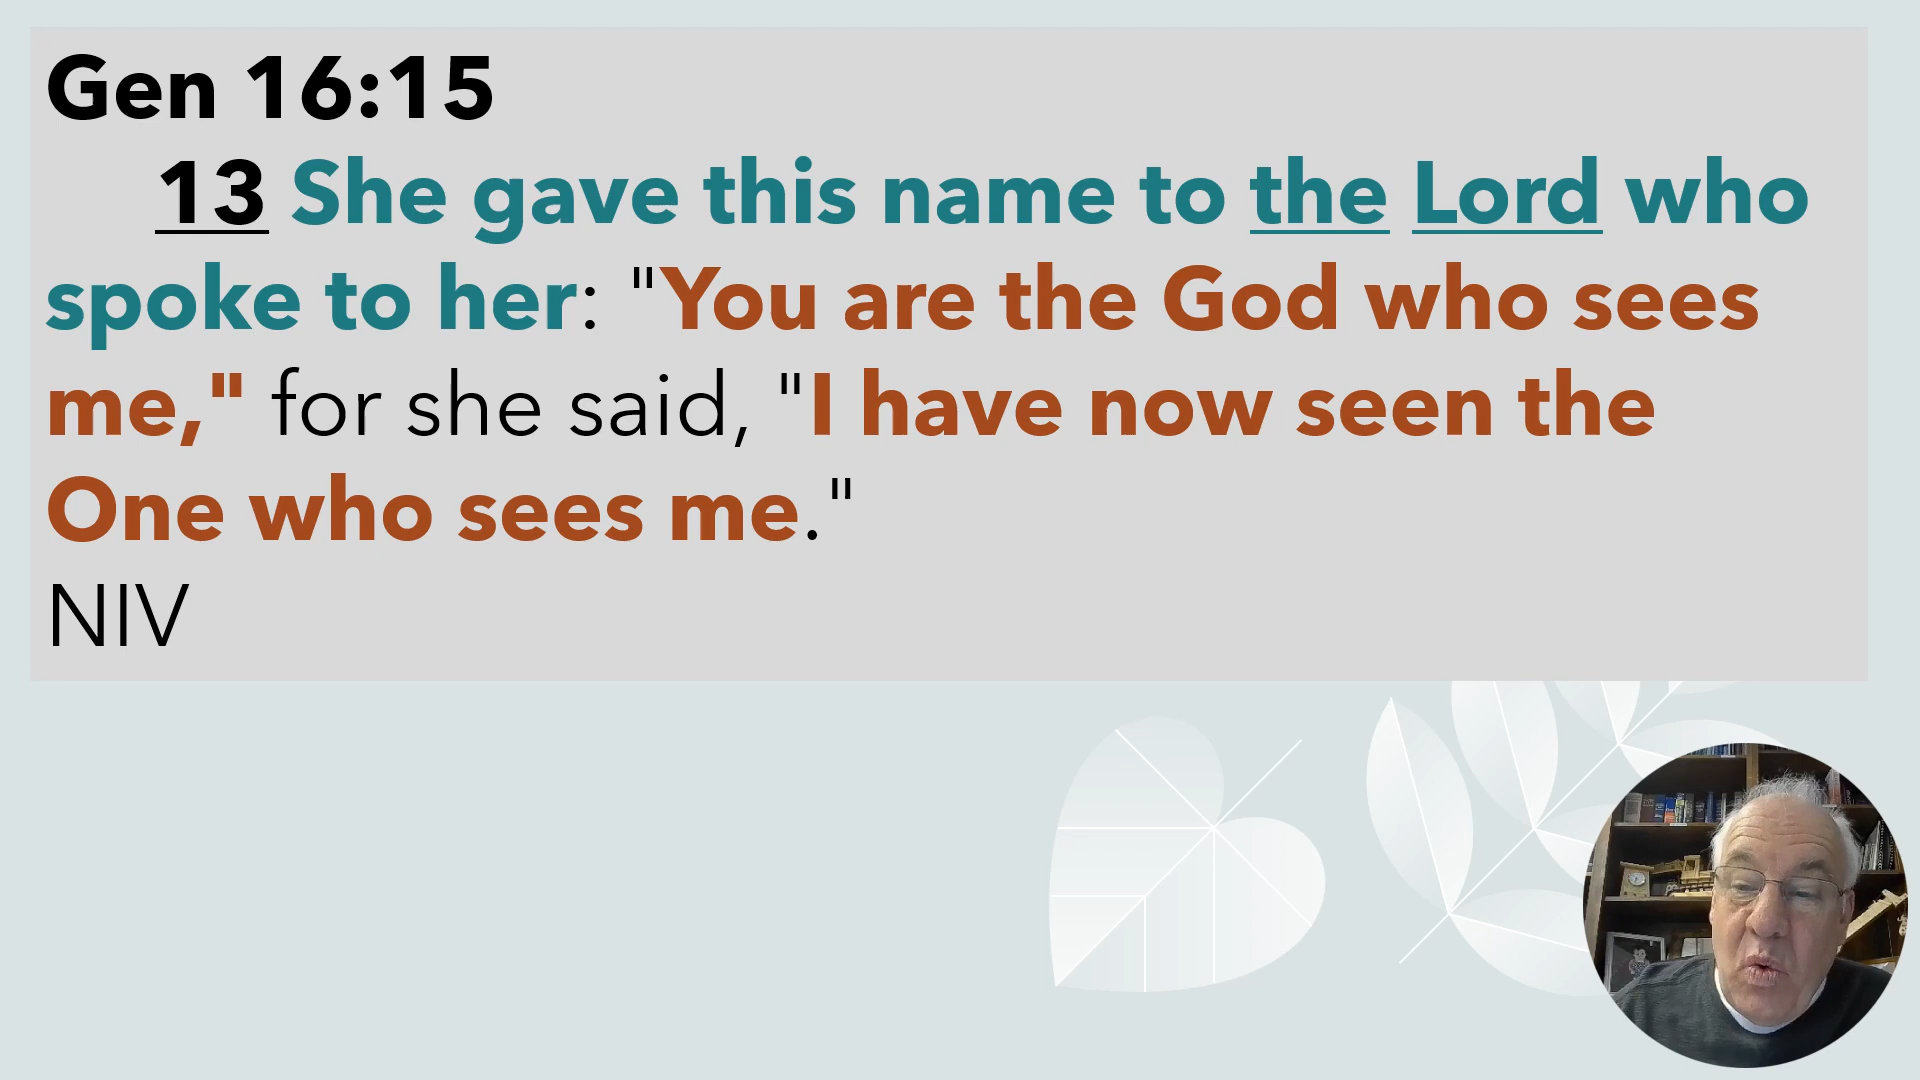 Gen 16:15
13 She gave this name to the Lord who
spoke to her: "You are the God who sees
me," for she said, "I have now seen the
One who sees me."
NIV